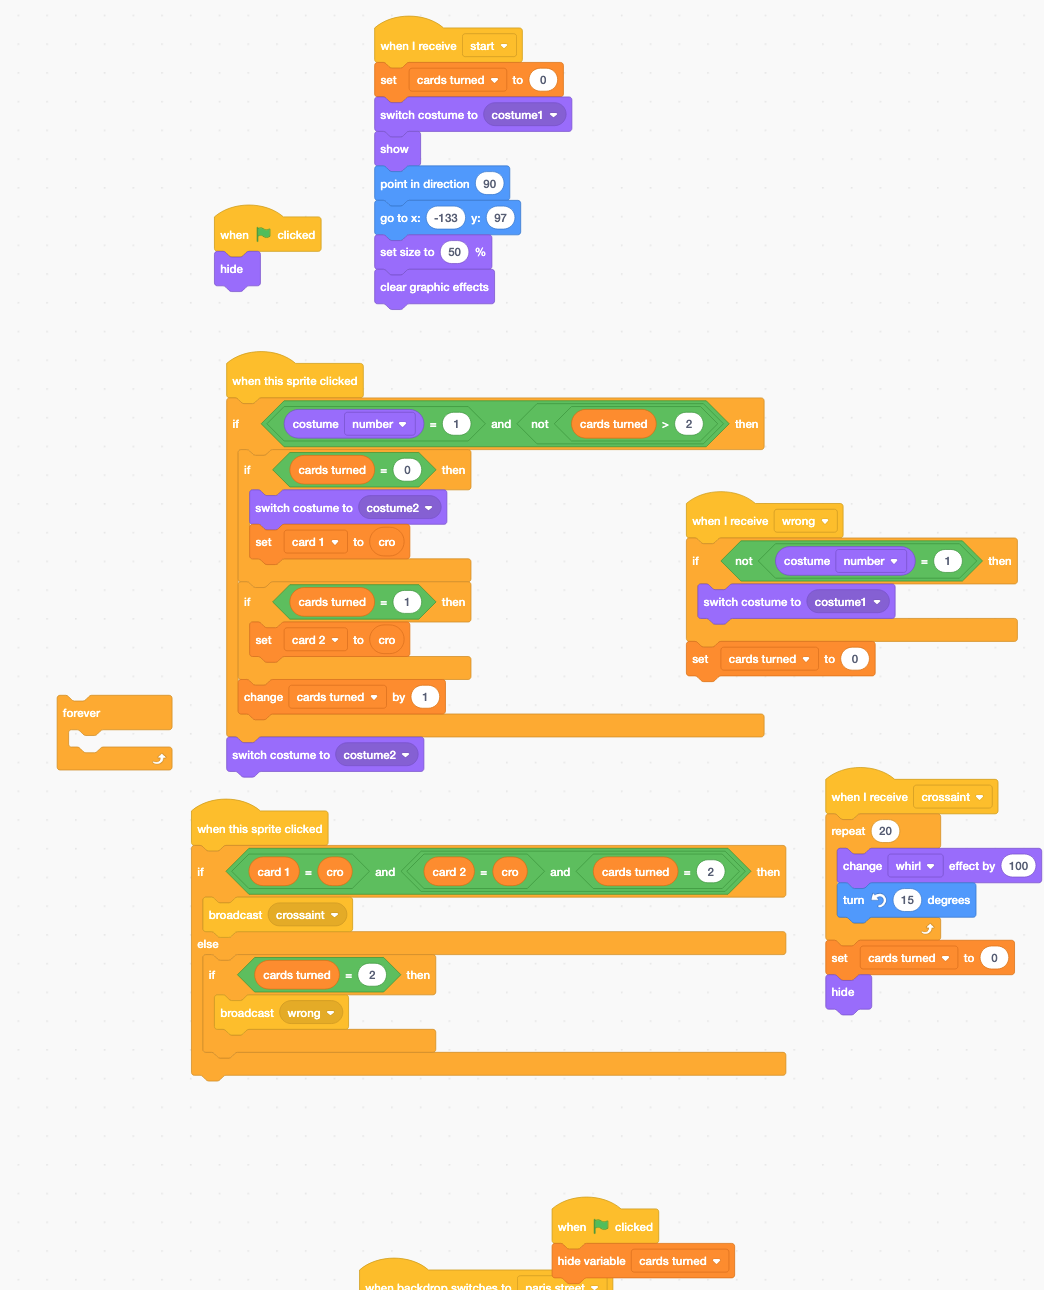 when I receive start
set cards turned to 0
switch costume to costume1
show
point in direction 90
go to x: -133 y: 97
set size to 50 %
clear graphic effects
when clicked
hide
when this sprite clicked
if costume number = 1 and not cards turned > 2 then
if cards turned = 0 then
switch costume to costume2
set card 1 to cro
if cards turned = 1 then
set card 2 to cro
change cards turned by 1
switch costume to costume2
when I receive wrong
if not costume number = 1 then
switch costume to costume1
set cards turned to 0
forever
when this sprite clicked
if card 1 = cro and card 2 = cro and cards turned = 2 then
broadcast crossaint
else
if cards turned = 2 then
broadcast wrong
when I receive crossaint
repeat 20
change whirl effect by 100
turn 15 degrees
set cards turned to 0
hide
when clicked
hide variable cards turned
when backdrop switches to paris street